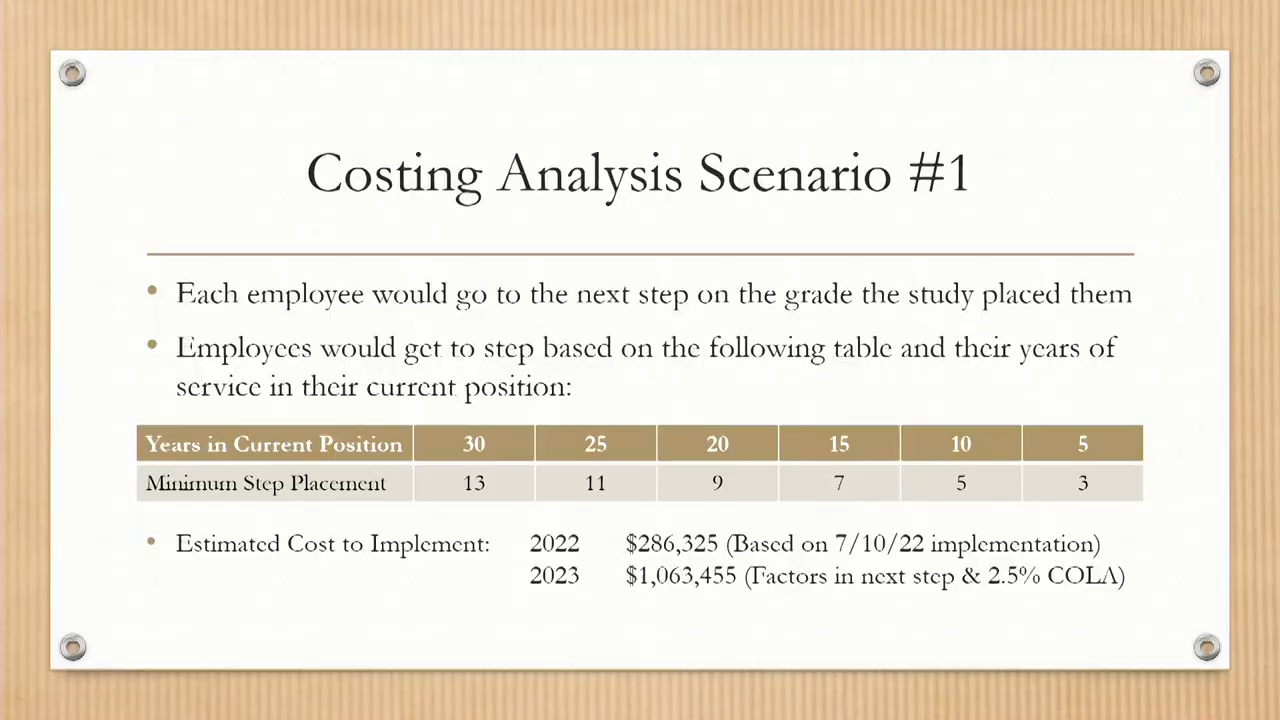 Costing Analysis Scenario #1
• Each employee would go to the next step on the grade the study placed them
• Employees would get to step based on the following table and their years of
service in their current position:
Years in Current Position 30 25 20 15 10 5
Minimum Step Placement 13 11 9 7 5 3
• Estimated Cost to Implement: 2022 $286,325 (Based on 7/10/22 implementation)
2023 $1,063,455 (Factors in next step & 2.5% COLA)